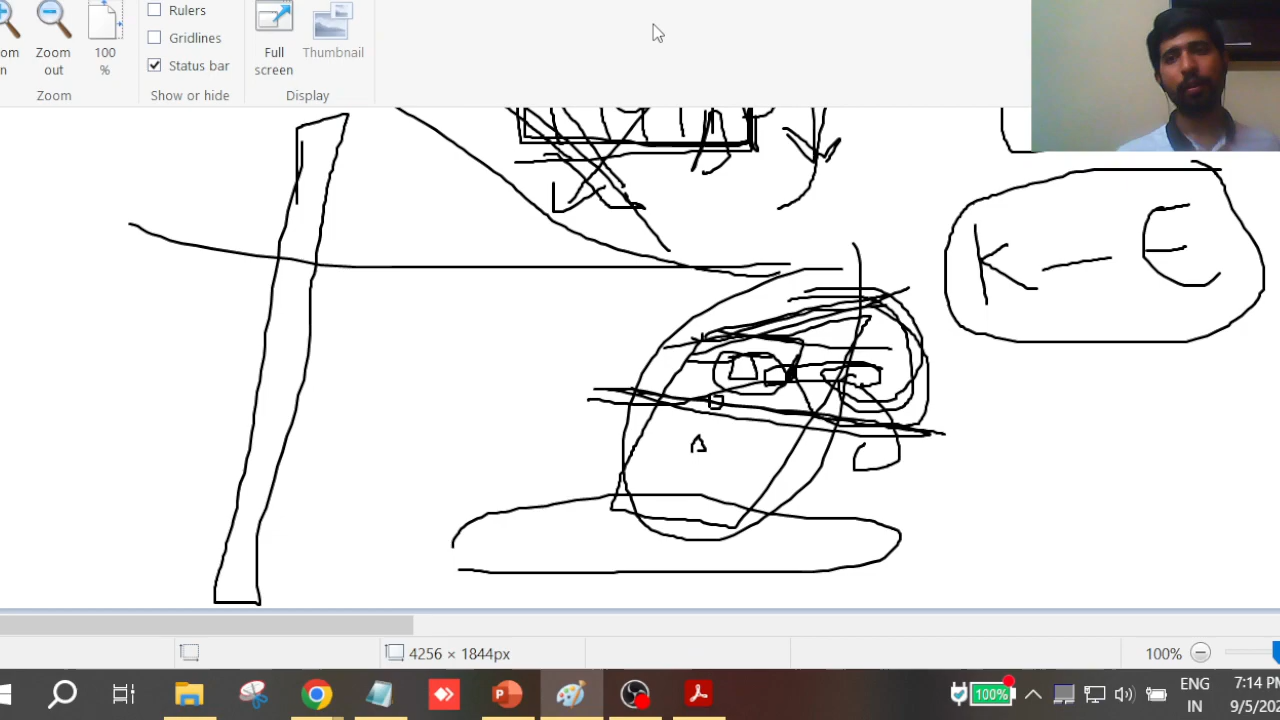 Rulers
Gridlines
Status bar
Zoom
out
100
%
Full
screen
Thumbnail
Zoom
Show or hide
Display
K – E
4256 × 1844px
100%
100%
ENG
IN
7:14